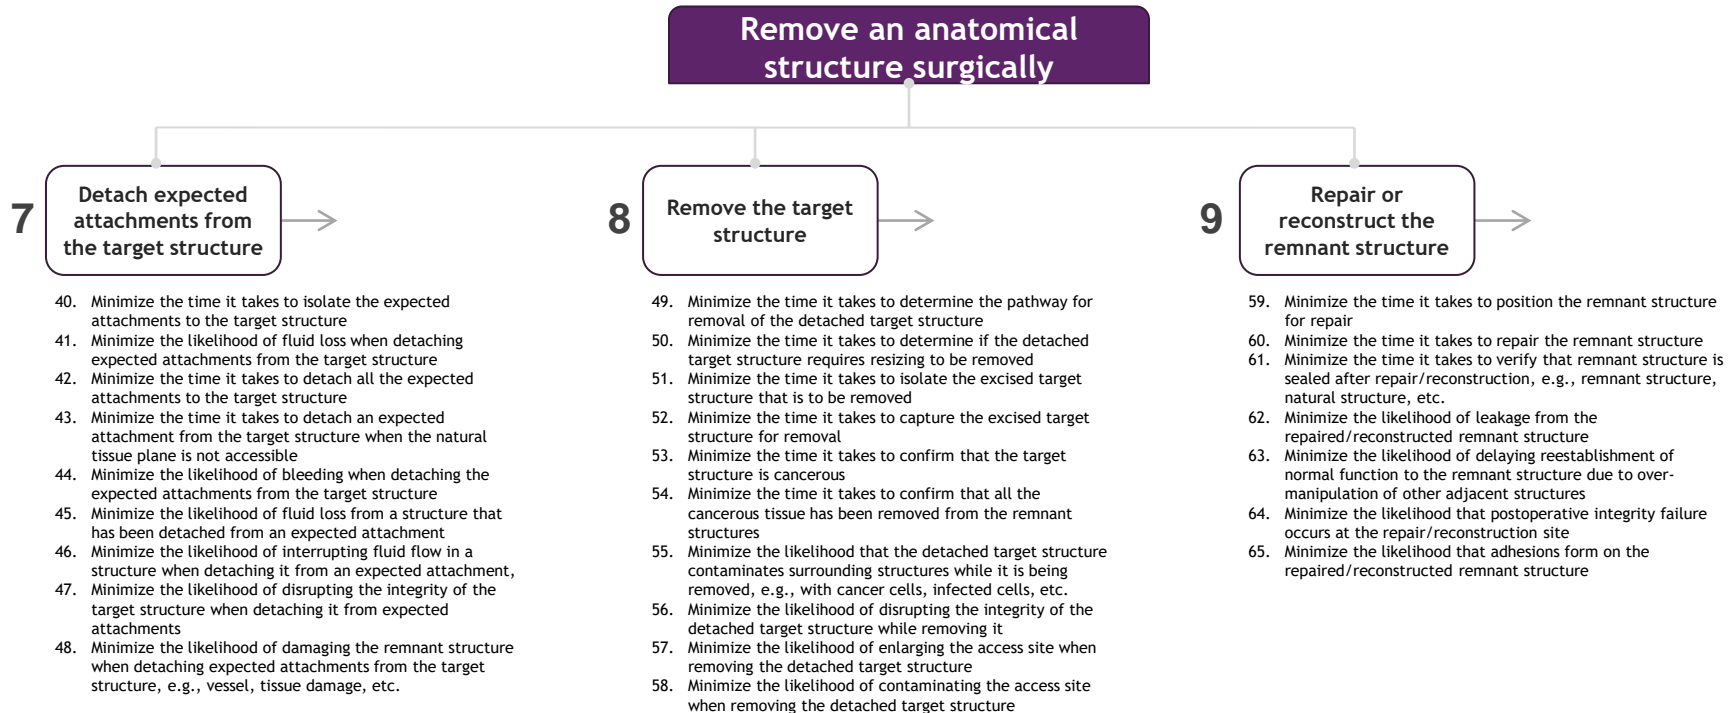 Remove an anatomical
structure surgically
7
Detach expected
attachments from
the target structure
40. Minimize the time it takes to isolate the expected
attachments to the target structure
41. Minimize the likelihood of fluid loss when detaching
expected attachments from the target structure
42. Minimize the time it takes to detach all the expected
attachments to the target structure
43. Minimize the time it takes to detach an expected
attachment from the target structure when the natural
tissue plane is not accessible
44. Minimize the likelihood of bleeding when detaching the
expected attachments from the target structure
45. Minimize the likelihood of fluid loss from a structure that
has been detached from an expected attachment
46. Minimize the likelihood of interrupting fluid flow in a
structure when detaching it from an expected attachment,
47. Minimize the likelihood of disrupting the integrity of the
target structure when detaching it from expected
attachments
48. Minimize the likelihood of damaging the remnant structure
when detaching expected attachments from the target
structure, e.g., vessel, tissue damage, etc.
8
Remove the target
structure
49. Minimize the time it takes to determine the pathway for
removal of the detached target structure
50. Minimize the time it takes to determine if the detached
target structure requires resizing to be removed
51. Minimize the time it takes to isolate the excised target
structure that is to be removed
52. Minimize the time it takes to capture the excised target
structure for removal
53. Minimize the time it takes to confirm that the target
structure is cancerous
54. Minimize the time it takes to confirm that all the
cancerous tissue has been removed from the remnant
structures
55. Minimize the likelihood that the detached target structure
contaminates surrounding structures while it is being
removed, e.g., with cancer cells, infected cells, etc.
56. Minimize the likelihood of disrupting the integrity of the
detached target structure while removing it
57. Minimize the likelihood of enlarging the access site when
removing the detached target structure
58. Minimize the likelihood of contaminating the access site
when removing the detached target structure
9
Repair or
reconstruct the
remnant structure
59. Minimize the time it takes to position the remnant structure
for repair
60. Minimize the time it takes to repair the remnant structure
61. Minimize the time it takes to verify that remnant structure is
sealed after repair/reconstruction, e.g., remnant structure,
natural structure, etc.
62. Minimize the likelihood of leakage from the
repaired/reconstructed remnant structure
63. Minimize the likelihood of delaying reestablishment of
normal function to the remnant structure due to over-
manipulation of other adjacent structures
64. Minimize the likelihood that postoperative integrity failure
occurs at the repair/reconstruction site
65. Minimize the likelihood that adhesions form on the
repaired/reconstructed remnant structure